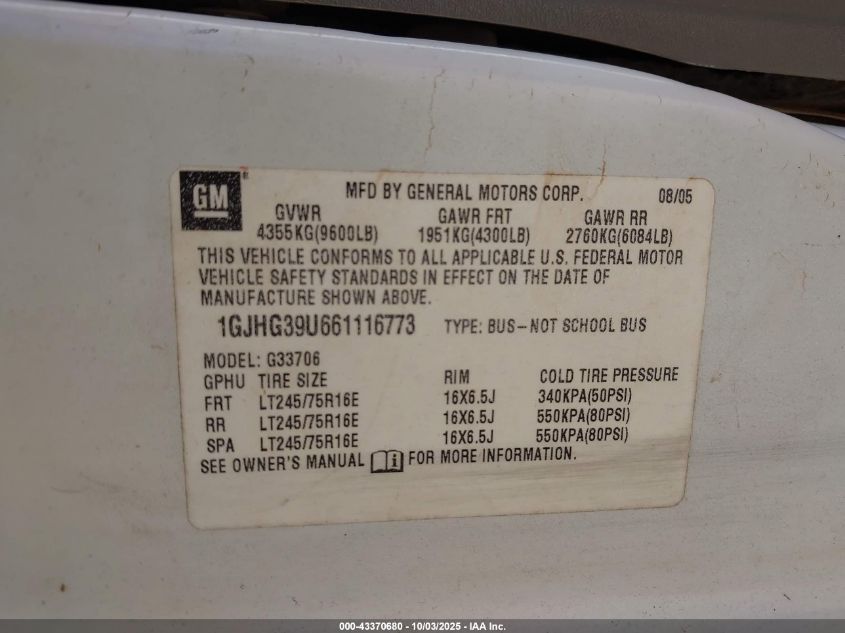 GM ®
MFD BY GENERAL MOTORS CORP. 08/05
GVWR GAWR FRT GAWR RR
4355KG(9600LB) 1951KG(4300LB) 2760KG(6084LB)
THIS VEHICLE CONFORMS TO ALL APPLICABLE U.S. FEDERAL MOTOR
VEHICLE SAFETY STANDARDS IN EFFECT ON THE DATE OF
MANUFACTURE SHOWN ABOVE.
1GJHG39U661116773 TYPE: BUS-NOT SCHOOL BUS
MODEL: G33706
GPHU TIRE SIZE RIM COLD TIRE PRESSURE
FRT LT245/75R16E 16X6.5J 340KPA(50PSI)
RR LT245/75R16E 16X6.5J 550KPA(80PSI)
SPA LT245/75R16E 16X6.5J 550KPA(80PSI)
SEE OWNER'S MANUAL i FOR MORE INFORMATION.
000-43370680 - 10/03/2025 - IAA Inc.